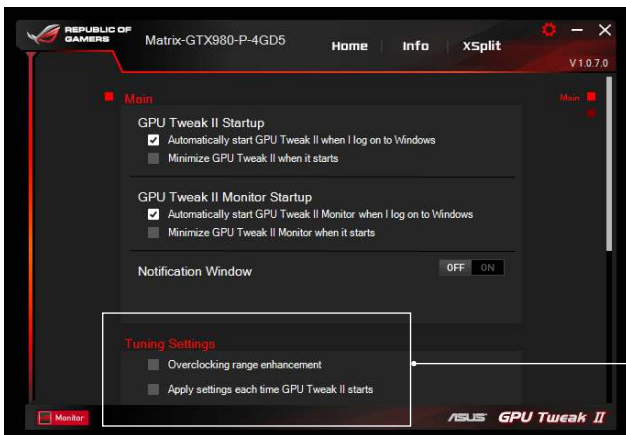 REPUBLIC OF
GAMERS
Matrix-GTX980-P-4GD5
Home
Info
XSplit
V 1.0.7.0
Main
Main
GPU Tweak II Startup
Automatically start GPU Tweak II when I log on to Windows
Minimize GPU Tweak II when it starts
GPU Tweak II Monitor Startup
Automatically start GPU Tweak II Monitor when I log on to Windows
Minimize GPU Tweak II Monitor when it starts
Notification Window
OFF ON
Tuning Settings
Overclocking range enhancement
Apply settings each time GPU Tweak II starts
Monitor
ASUS GPU Tweak II